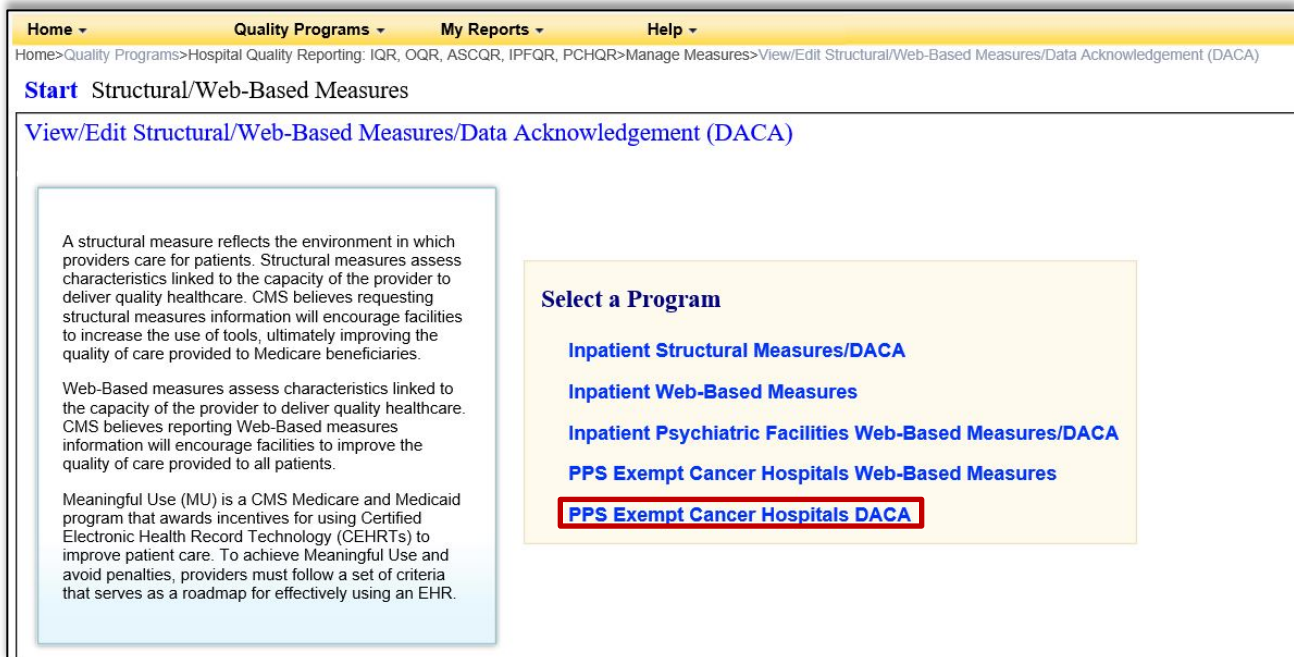 Home Quality Programs My Reports Help
Home>Quality Programs>Hospital Quality Reporting: IQR, OQR, ASCQR, IPFQR, PCHQR>Manage Measures>View/Edit Structural/Web-Based Measures/Data Acknowledgement (DACA)
Start Structural/Web-Based Measures
View/Edit Structural/Web-Based Measures/Data Acknowledgement (DACA)
A structural measure reflects the environment in which
providers care for patients. Structural measures assess
characteristics linked to the capacity of the provider to
deliver quality healthcare. CMS believes requesting
structural measures information will encourage facilities
to increase the use of tools, ultimately improving the
quality of care provided to Medicare beneficiaries.
Web-Based measures assess characteristics linked to
the capacity of the provider to deliver quality healthcare.
CMS believes reporting Web-Based measures
information will encourage facilities to improve the
quality of care provided to all patients.
Meaningful Use (MU) is a CMS Medicare and Medicaid
program that awards incentives for using Certified
Electronic Health Record Technology (CEHRTs) to
improve patient care. To achieve Meaningful Use and
avoid penalties, providers must follow a set of criteria
that serves as a roadmap for effectively using an EHR.
Select a Program
Inpatient Structural Measures/DACA
Inpatient Web-Based Measures
Inpatient Psychiatric Facilities Web-Based Measures/DACA
PPS Exempt Cancer Hospitals Web-Based Measures
PPS Exempt Cancer Hospitals DACA